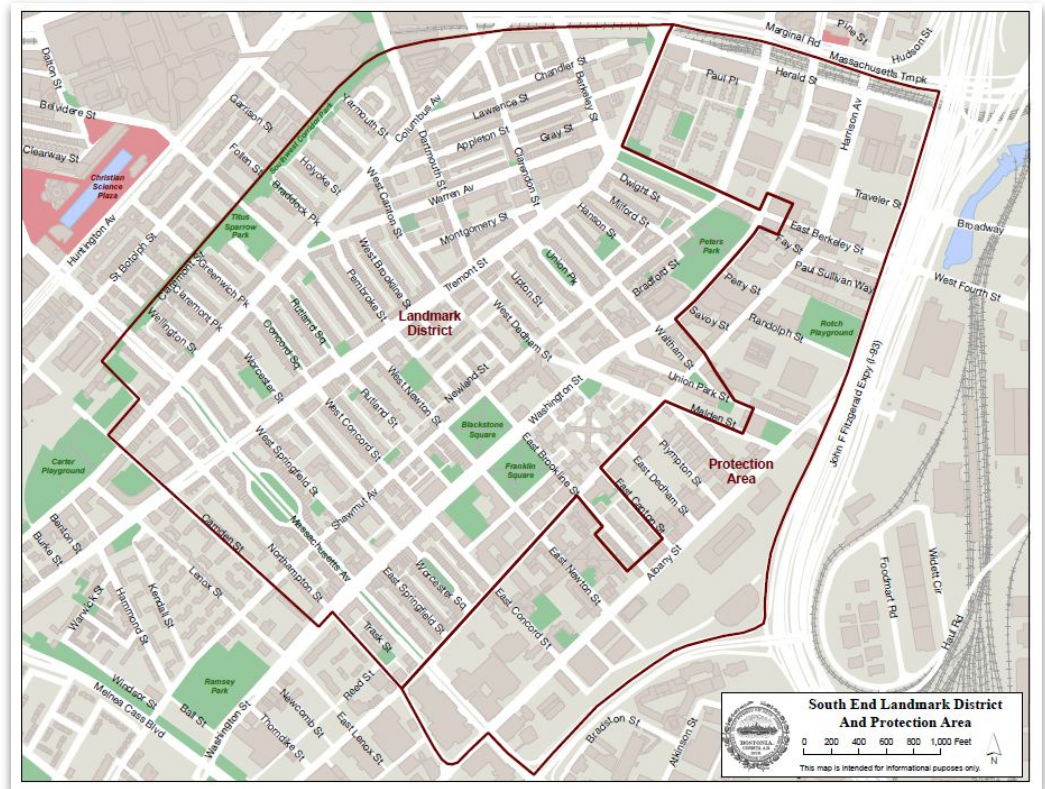 Marginal Rd
Pine St
Hudson St
Massachusetts Trnpk
Dalton St
Chandler St
Paul Pl
Herald St
Berkeley St
Columbus Av
Lawrence St
Harrison Av
Belvidere St
Garrison St
Yarmouth St
Southwest Corridor Park
Dartmouth St
Appleton St
Gray St
Clearway St
Follen St
Holyoke St
West Canton St
Clarendon St
Christian
Science
Plaza
Braddock Pk
Warren Av
Dwight St
Traveler St
Titus
Sparrow
Park
Milford St
Huntington Av
Montgomery St
Hanson St
Peters
Park
East Berkeley St
Broadway
St Botolph St
West Brookline St
Tremont St
Fay St
Claremont St
Greenwich Pk
Pembroke St
Upton St
Union Pk
Bradford St
Perry St
Paul Sullivan Way
West Fourth St
Claremont Pk
Rutland Sq
Landmark
District
West Dedham St
Savoy St
Randolph St
Rotch
Playground
Wellington St
Concord Sq
Waltham St
Worcester St
West Newton St
Newland St
Washington St
Union Park St
John F Fitzgerald Expy (I-93)
Rutland St
Malden St
West Concord St
Blackstone
Square
West Springfield St
East Brookline St
Plympton St
Protection
Area
Carter
Playground
Franklin
Square
East Dedham St
Shawmut Av
East Canton St
Benton St
Camden St
Massachusetts Av
Burke St
Northampton St
Albany St
Lenox St
Worcester Sq
East Newton St
Kendall St
Hammond St
Warwick St
East Springfield St
East Concord St
Foodmart Rd
Widett Cir
Trask St
Haul Rd
Ramsey
Park
Reed St
Windsor St
Melnea Cass Blvd
Ball St
Washington St
Newcomb St
Thorndike St
East Lenox St
Bradston St
Atkinson St
South End Landmark District
And Protection Area
BOSTONIA.
0 200 400 600 800 1,000 Feet
N
This map is intended for informational puposes only.